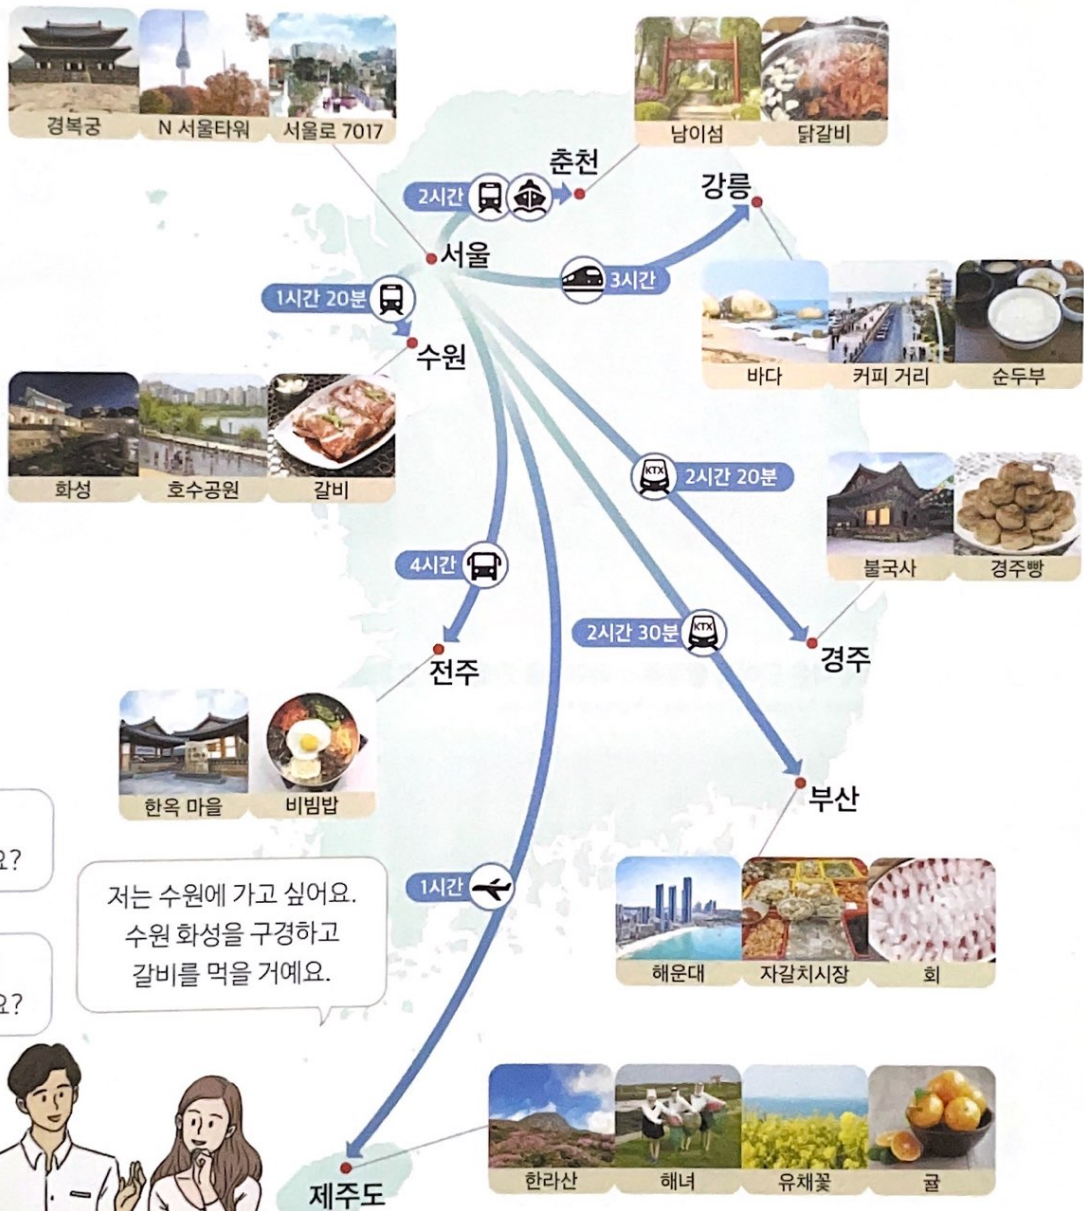 경복궁
N 서울타워
서울로 7017
남이섬
닭갈비
춘천
2시간
강릉
서울
3시간
1시간 20분
수원
바다
커피 거리
순두부
화성
호수공원
갈비
KTX
2시간 20분
불국사
경주빵
4시간
2시간 30분
KTX
전주
경주
한옥 마을
비빔밥
부산
요?
저는 수원에 가고 싶어요.
수원 화성을 구경하고
갈비를 먹을 거예요.
1시간
해운대
자갈치시장
회
요?
한라산
해녀
유채꽃
귤
제주도